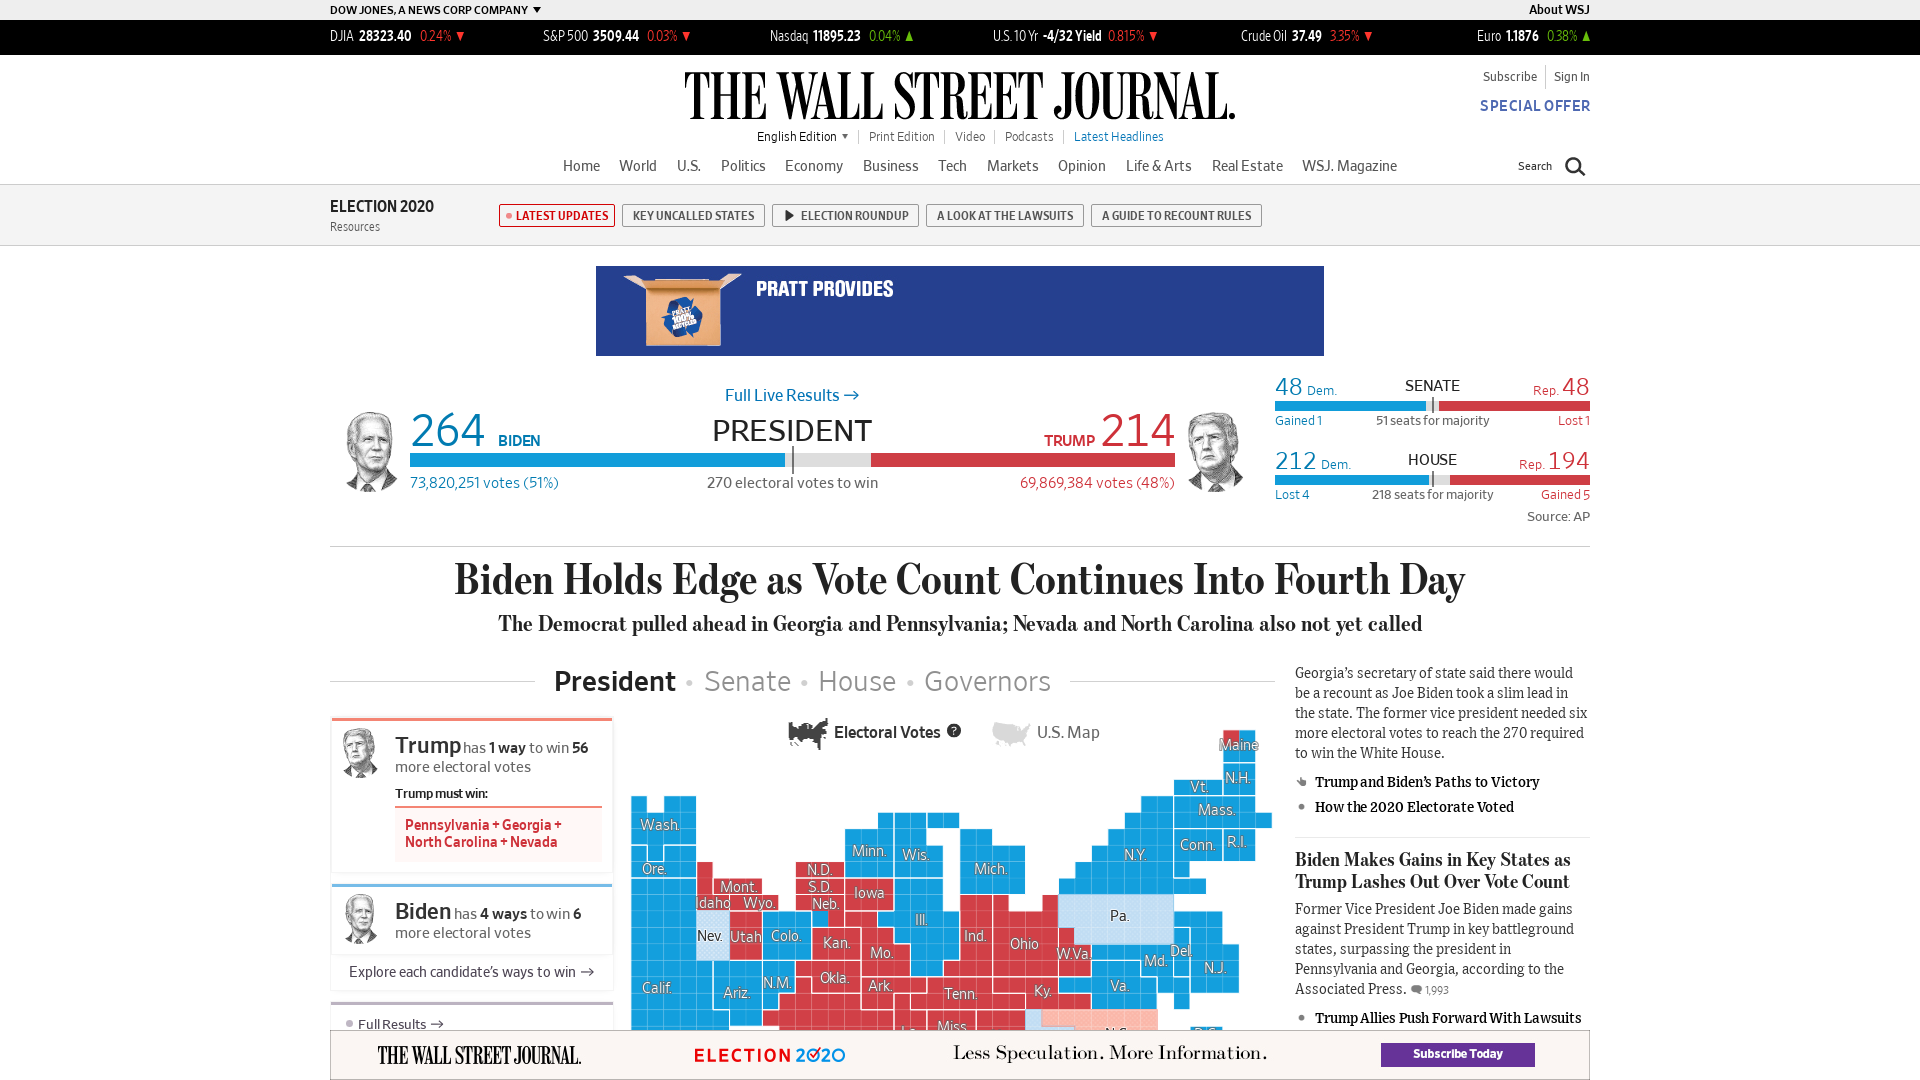 DOW JONES, A NEWS CORP COMPANY
About WSJ
DJIA 28323.40 0.24%
S&P 500 3509.44 0.03%
Nasdaq 11895.23 0.04%
U.S. 10 Yr -4/32 Yield 0.815%
Crude Oil 37.49 3.35%
Euro 1.1876 0.38%
THE WALL STREET JOURNAL.
Subscribe
Sign In
SPECIAL OFFER
English Edition
Print Edition
Video
Podcasts
Latest Headlines
Home
World
U.S.
Politics
Economy
Business
Tech
Markets
Opinion
Life & Arts
Real Estate
WSJ. Magazine
Search
ELECTION 2020
Resources
LATEST UPDATES
KEY UNCALLED STATES
ELECTION ROUNDUP
A LOOK AT THE LAWSUITS
A GUIDE TO RECOUNT RULES
PRATT 100% RECYCLED
PRATT PROVIDES
Full Live Results →
264 BIDEN
PRESIDENT
TRUMP 214
73,820,251 votes (51%)
270 electoral votes to win
69,869,384 votes (48%)
48 Dem.
SENATE
Rep. 48
Gained 1
51 seats for majority
Lost 1
212 Dem.
HOUSE
Rep. 194
Lost 4
218 seats for majority
Gained 5
Source: AP
Biden Holds Edge as Vote Count Continues Into Fourth Day
The Democrat pulled ahead in Georgia and Pennsylvania; Nevada and North Carolina also not yet called
President • Senate • House • Governors
Trump has 1 way to win 56
more electoral votes
Trump must win:
Pennsylvania + Georgia +
North Carolina + Nevada
Biden has 4 ways to win 6
more electoral votes
Explore each candidate's ways to win →
Full Results →
Electoral Votes ?
U.S. Map
Maine
N.H.
Vt.
Mass.
Wash.
Conn.
R.I.
Minn.
Wis.
N.Y.
Ore.
N.D.
Mich.
Mont.
S.D.
Iowa
Idaho
Wyo.
Neb.
Ill.
Pa.
Nev.
Utah
Colo.
Kan.
Ind.
Ohio
Mo.
W.Va.
Md.
Del.
N.J.
Calif.
Ariz.
N.M.
Okla.
Ark.
Tenn.
Ky.
Va.
Miss.
Georgia's secretary of state said there would
be a recount as Joe Biden took a slim lead in
the state. The former vice president needed six
more electoral votes to reach the 270 required
to win the White House.
Trump and Biden's Paths to Victory
How the 2020 Electorate Voted
Biden Makes Gains in Key States as
Trump Lashes Out Over Vote Count
Former Vice President Joe Biden made gains
against President Trump in key battleground
states, surpassing the president in
Pennsylvania and Georgia, according to the
Associated Press. 1,993
Trump Allies Push Forward With Lawsuits
THE WALL STREET JOURNAL.
ELECTION 2020
Less Speculation. More Information.
Subscribe Today